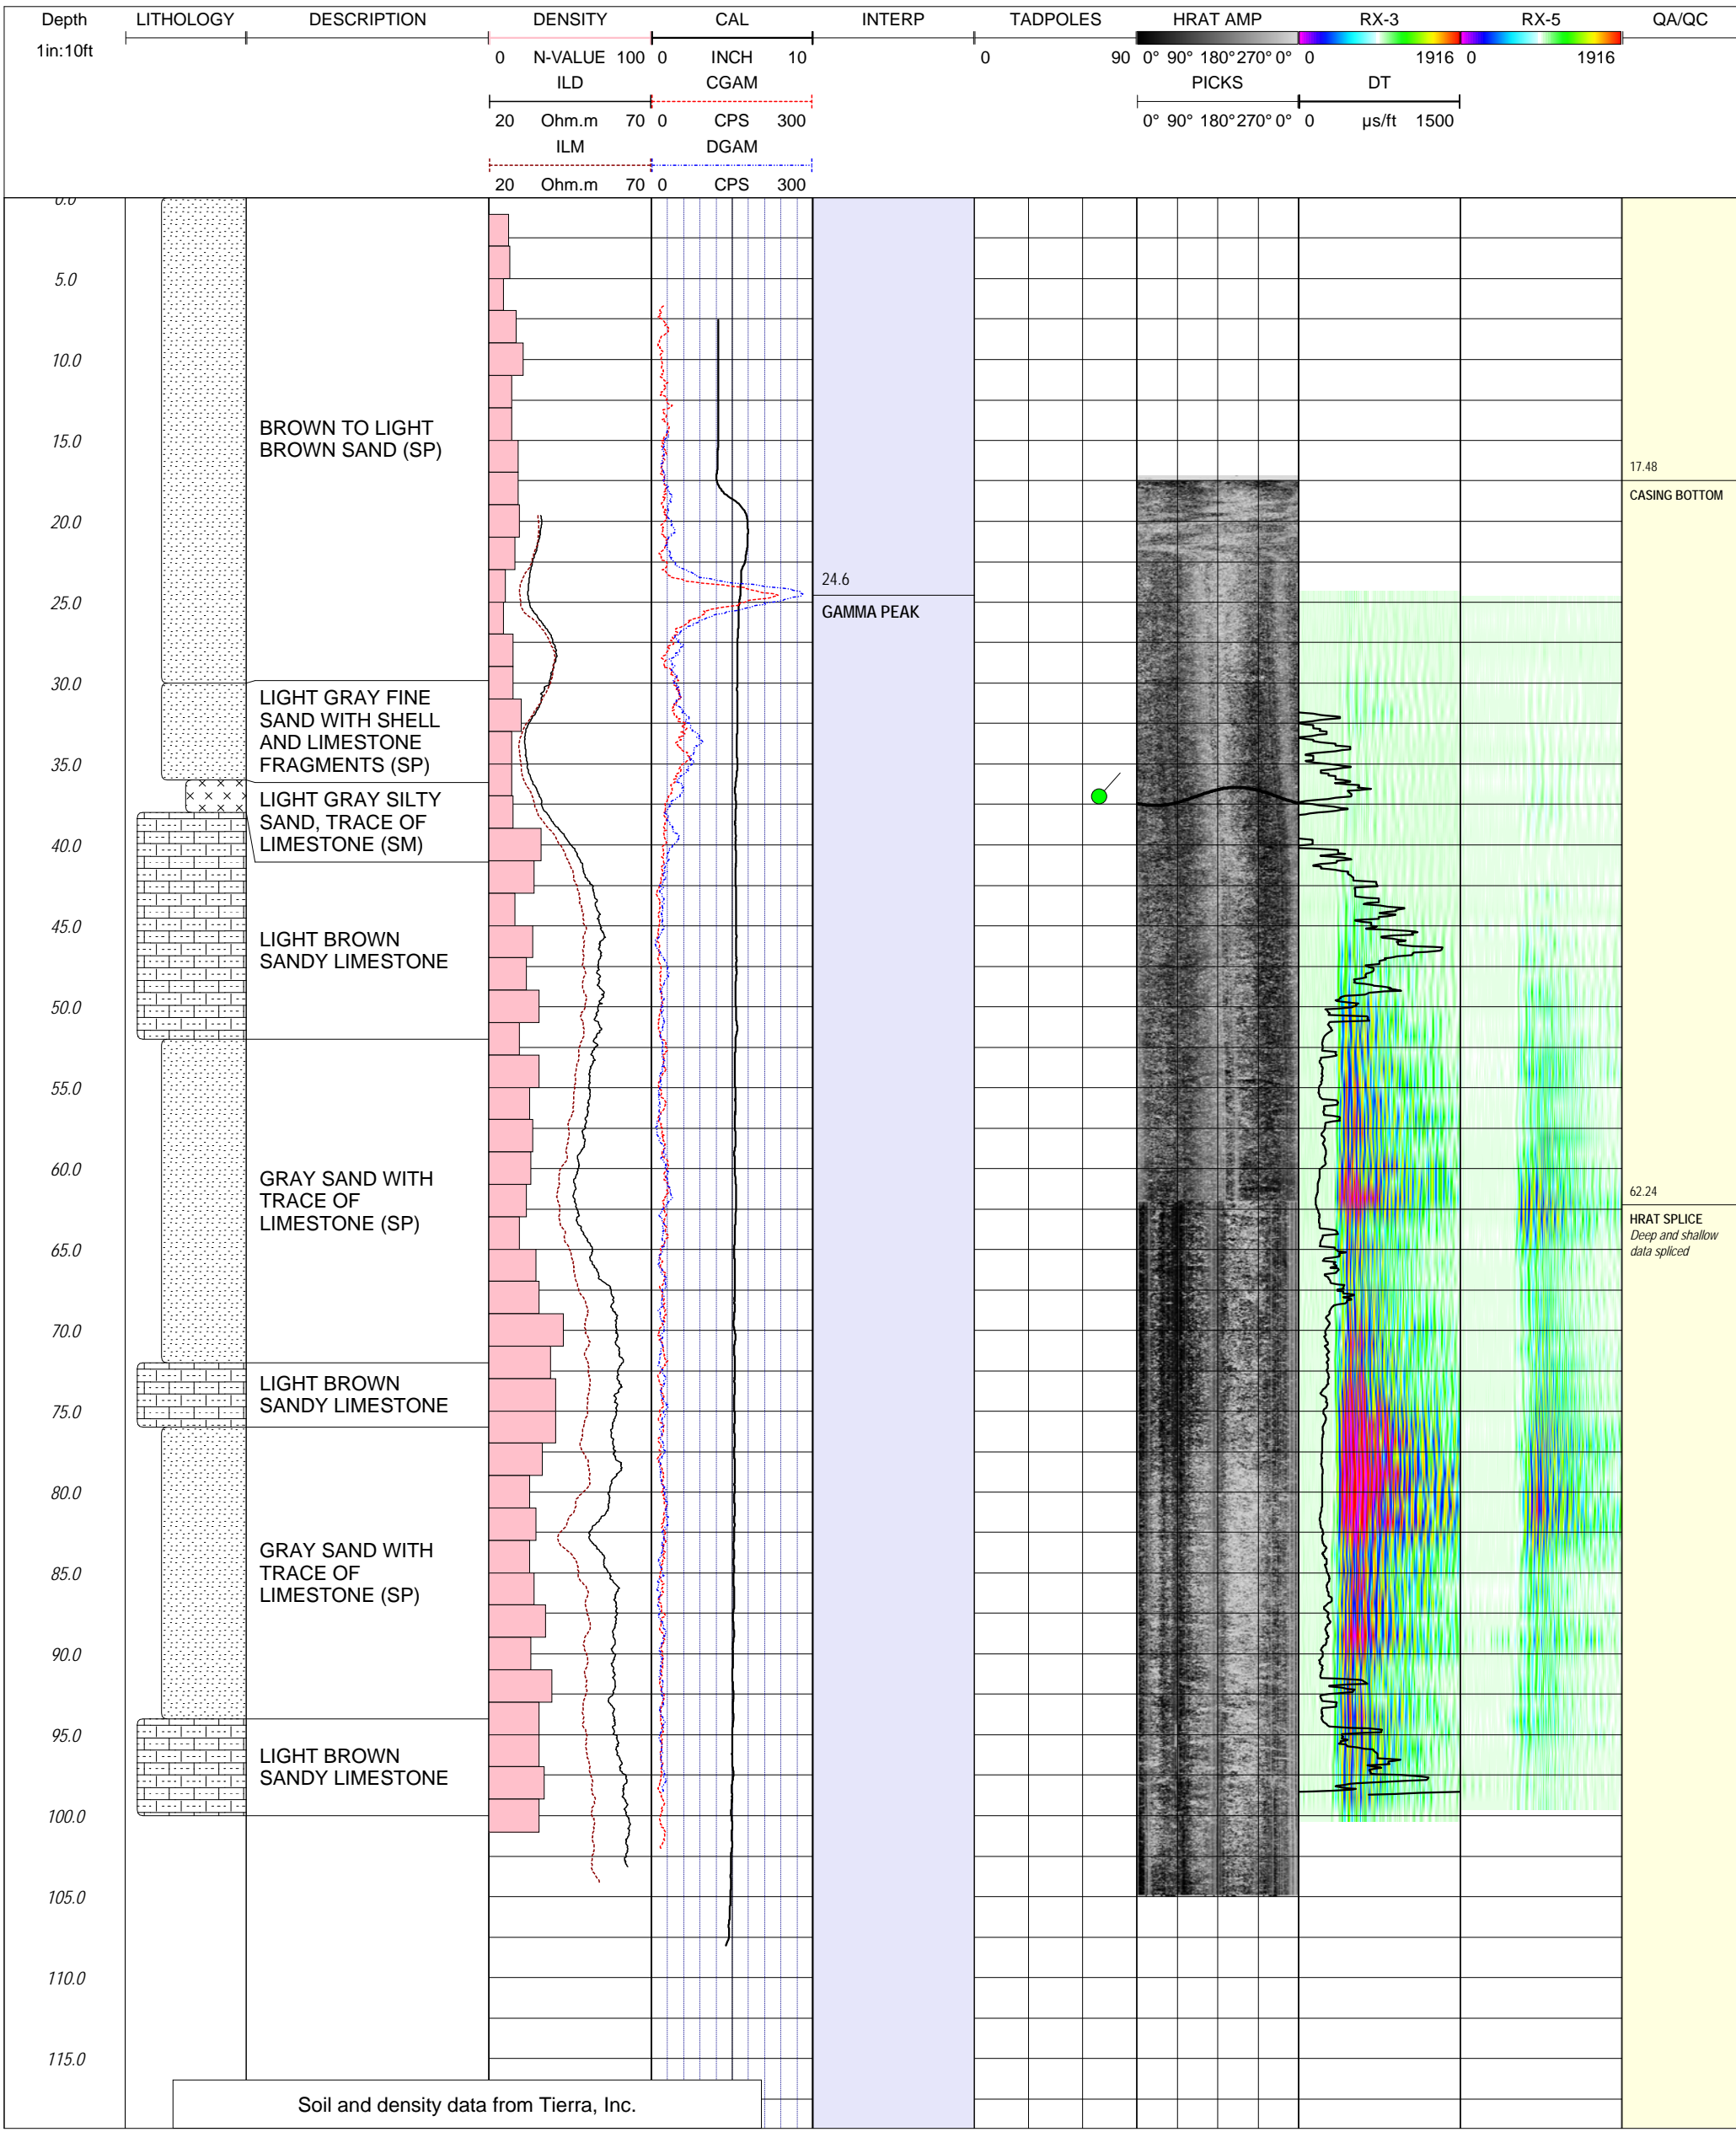 Depth LITHOLOGY DESCRIPTION DENSITY CAL INTERP TADPOLES HRAT AMP RX-3 RX-5 QA/QC
1in:10ft 0 N-VALUE 100 0 INCH 10 0 90 0° 90° 180° 270° 0° 0 1916 0 1916
ILD CGAM PICKS DT
20 Ohm.m 70 0 CPS 300 0° 90° 180° 270° 0° 0 µs/ft 1500
ILM DGAM
20 Ohm.m 70 0 CPS 300
0.0
5.0
10.0
BROWN TO LIGHT
15.0
BROWN SAND (SP)
17.48
CASING BOTTOM
20.0
24.6
25.0
GAMMA PEAK
30.0
LIGHT GRAY FINE
SAND WITH SHELL
AND LIMESTONE
FRAGMENTS (SP)
35.0
LIGHT GRAY SILTY
SAND, TRACE OF
LIMESTONE (SM)
40.0
45.0
LIGHT BROWN
SANDY LIMESTONE
50.0
55.0
60.0
GRAY SAND WITH
TRACE OF
LIMESTONE (SP)
62.24
HRAT SPLICE
Deep and shallow
data spliced
65.0
70.0
LIGHT BROWN
SANDY LIMESTONE
75.0
80.0
GRAY SAND WITH
TRACE OF
LIMESTONE (SP)
85.0
90.0
95.0
LIGHT BROWN
SANDY LIMESTONE
100.0
105.0
110.0
115.0
Soil and density data from Tierra, Inc.